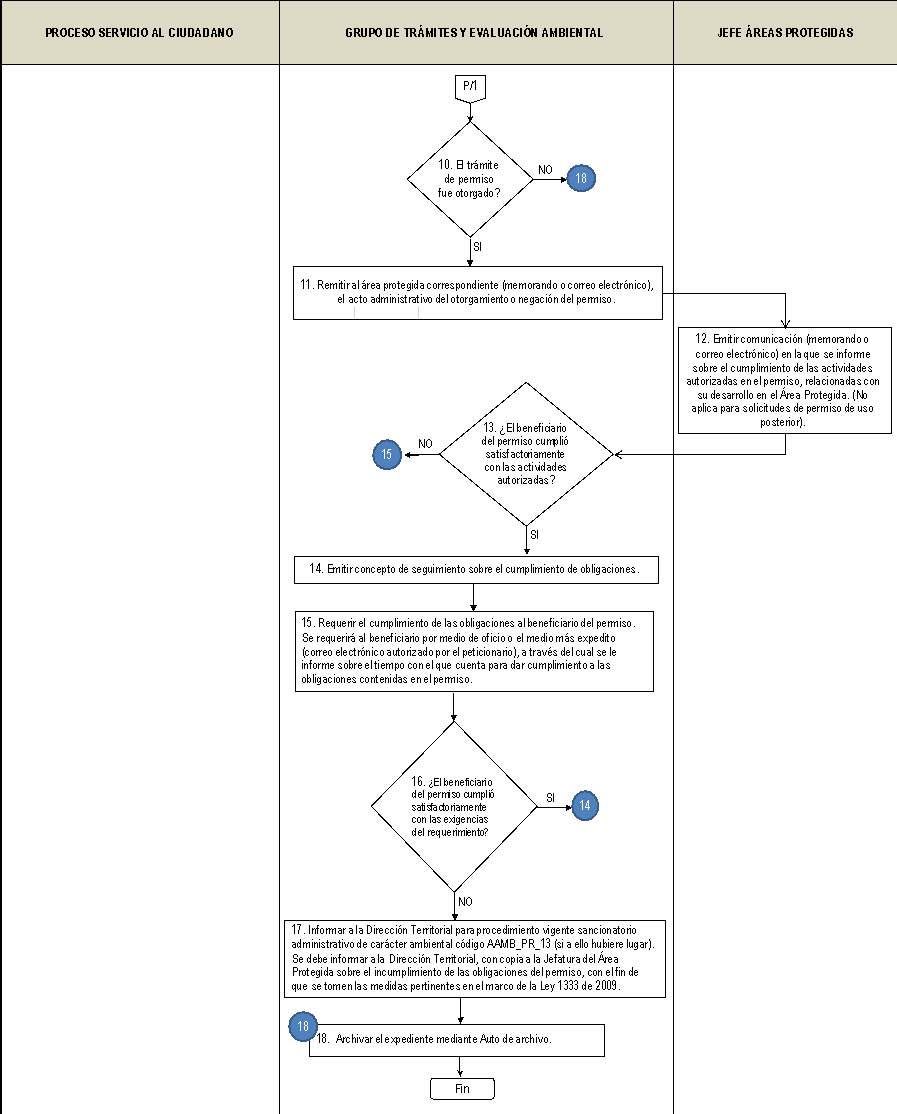 PROCESO SERVICIO AL CIUDADANO
GRUPO DE TRÁMITES Y EVALUACIÓN AMBIENTAL
JEFE ÁREAS PROTEGIDAS
P/1
10. El trámite
de permiso
fue otorgado?
NO
18
SI
11. Remitir al área protegida correspondiente (memorando o correo electrónico),
el acto administrativo del otorgamiento o negación del permiso.
12. Emitir comunicación (memorando o
correo electrónico) en la que se informe
sobre el cumplimiento de las actividades
autorizadas en el permiso, relacionadas con
su desarrollo en el Área Protegida. (No
aplica para solicitudes de permiso de uso
posterior).
13. ¿El beneficiario
del permiso cumplió
satisfactoriamente
con las actividades
autorizadas?
NO
15
SI
14. Emitir concepto de seguimiento sobre el cumplimiento de obligaciones.
15. Requerir el cumplimiento de las obligaciones al beneficiario del permiso.
Se requerirá al beneficiario por medio de oficio o el medio más expedito
(correo electrónico autorizado por el peticionario), a través del cual se le
informe sobre el tiempo con el que cuenta para dar cumplimiento a las
obligaciones contenidas en el permiso.
16. ¿El beneficiario
del permiso cumplió
satisfactoriamente
con las exigencias
del requerimiento?
SI
14
NO
17. Informar a la Dirección Territorial para procedimiento vigente sancionatorio
administrativo de carácter ambiental código AAMB_PR_13 (si a ello hubiere lugar).
Se debe informar a la Dirección Territorial, con copia a la Jefatura del Área
Protegida sobre el incumplimiento de las obligaciones del permiso, con el fin de
que se tomen las medidas pertinentes en el marco de la Ley 1333 de 2009.
18
18. Archivar el expediente mediante Auto de archivo.
Fin